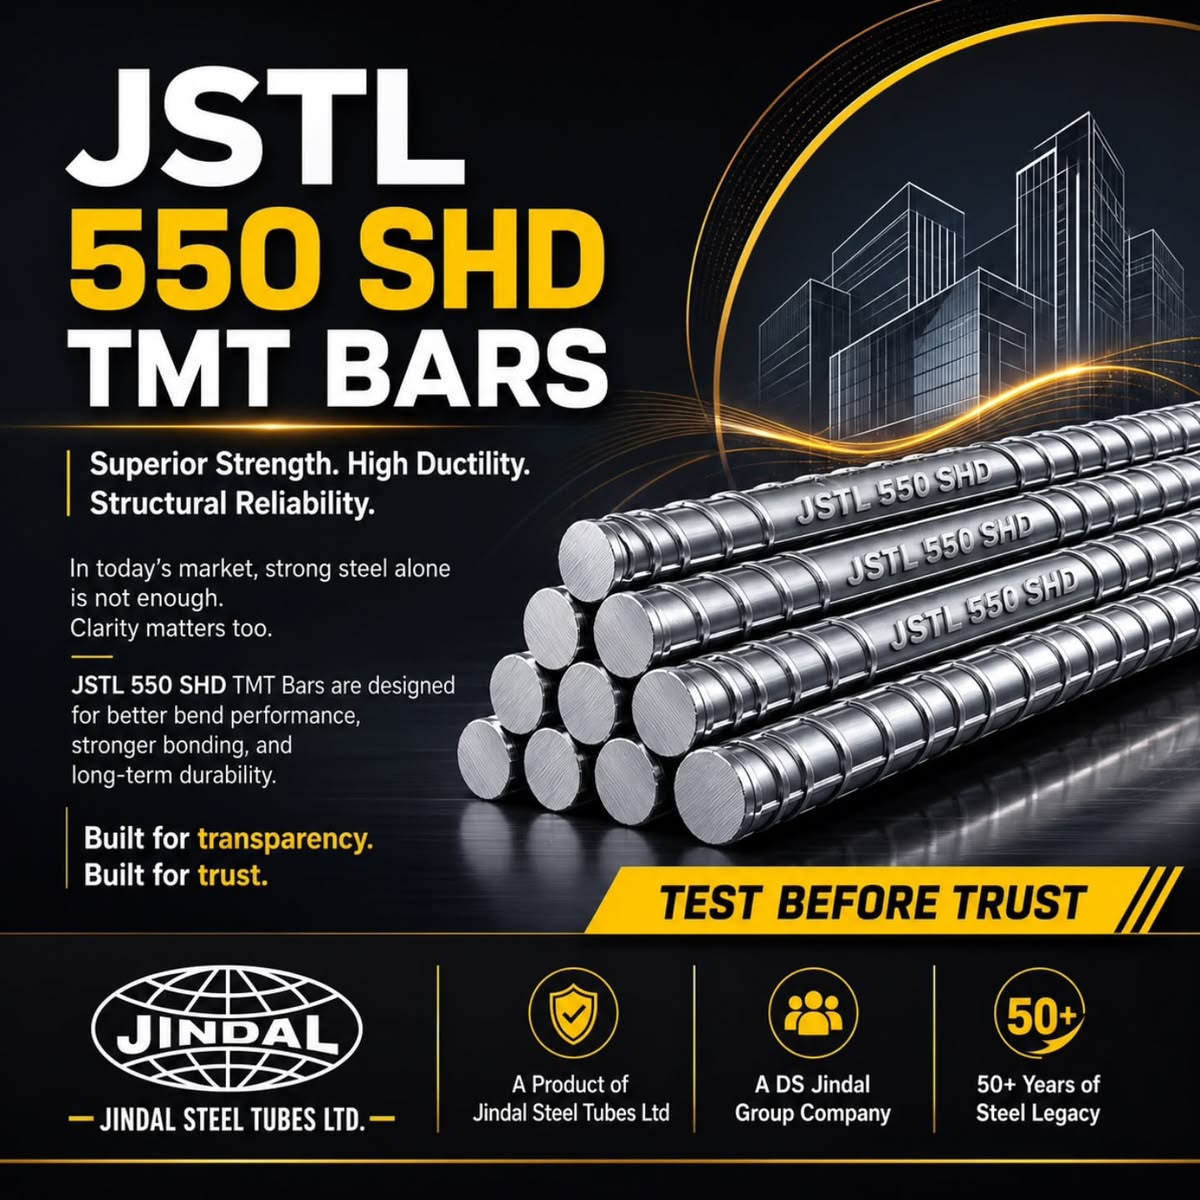 JSTL
550 SHD
TMT BARS
Superior Strength. High Ductility.
Structural Reliability.
In today's market, strong steel alone
is not enough.
Clarity matters too.
JSTL 550 SHD TMT Bars are designed
for better bend performance,
stronger bonding, and
long-term durability.
Built for transparency.
Built for trust.
JSTL 550 SHD
JSTL 550 SHD
JSTL 550 SHD
TEST BEFORE TRUST
JINDAL
JINDAL STEEL TUBES LTD.
A Product of
Jindal Steel Tubes Ltd
A DS Jindal
Group Company
50+
50+ Years of
Steel Legacy